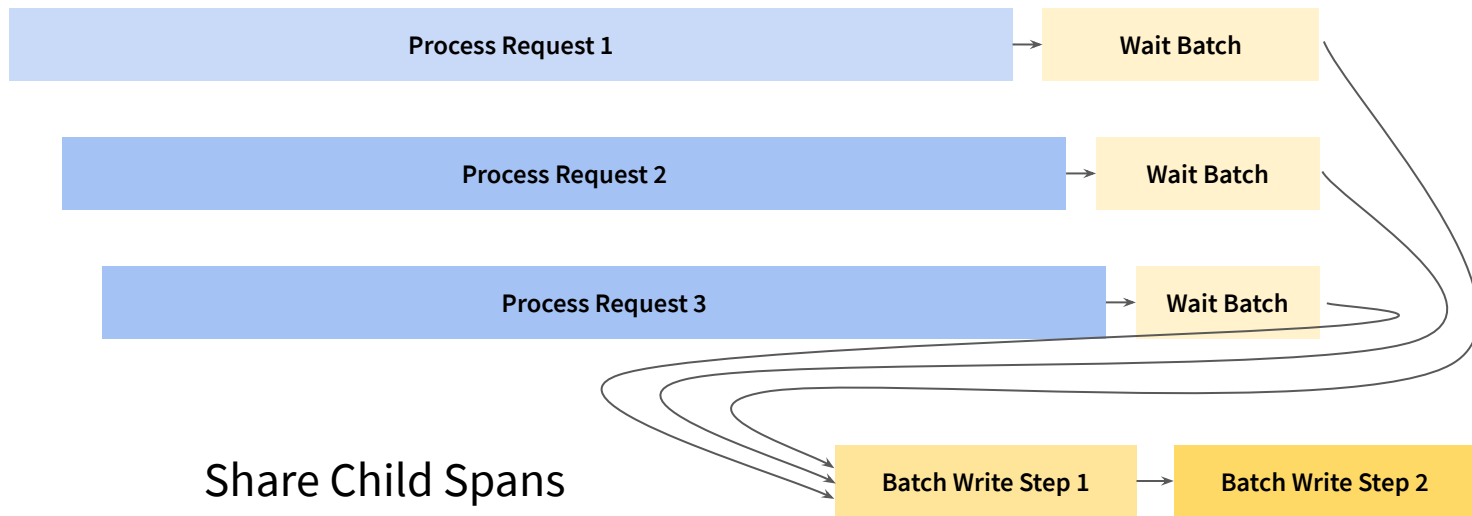 Process Request 1
Wait Batch
Process Request 2
Wait Batch
Process Request 3
Wait Batch
Share Child Spans
Batch Write Step 1
Batch Write Step 2